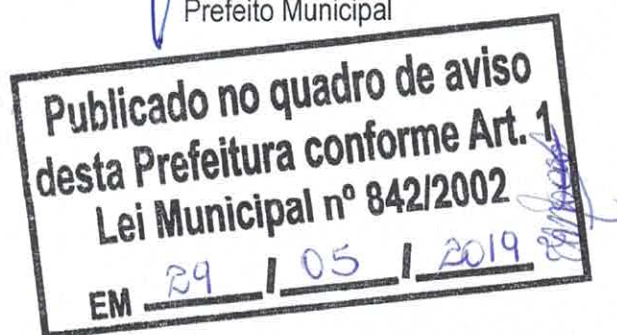 Prefeito Municipal
Publicado no quadro de aviso
desta Prefeitura conforme Art. 1
Lei Municipal nº 842/2002
EM 29 / 05 / 2019